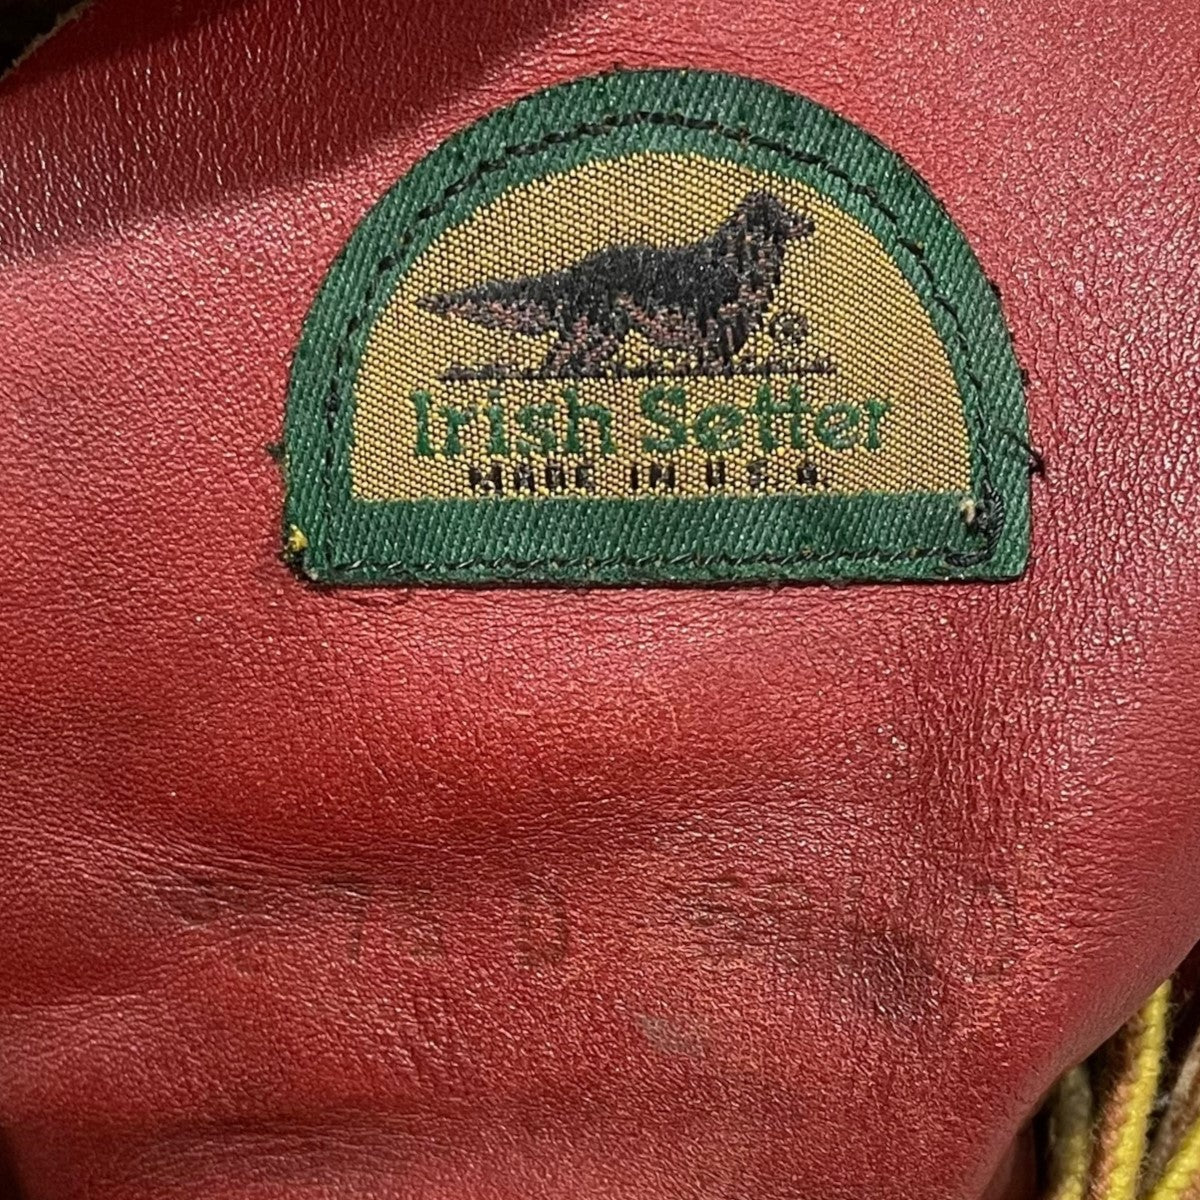 ®
Irish Setter
MADE IN U.S.A.